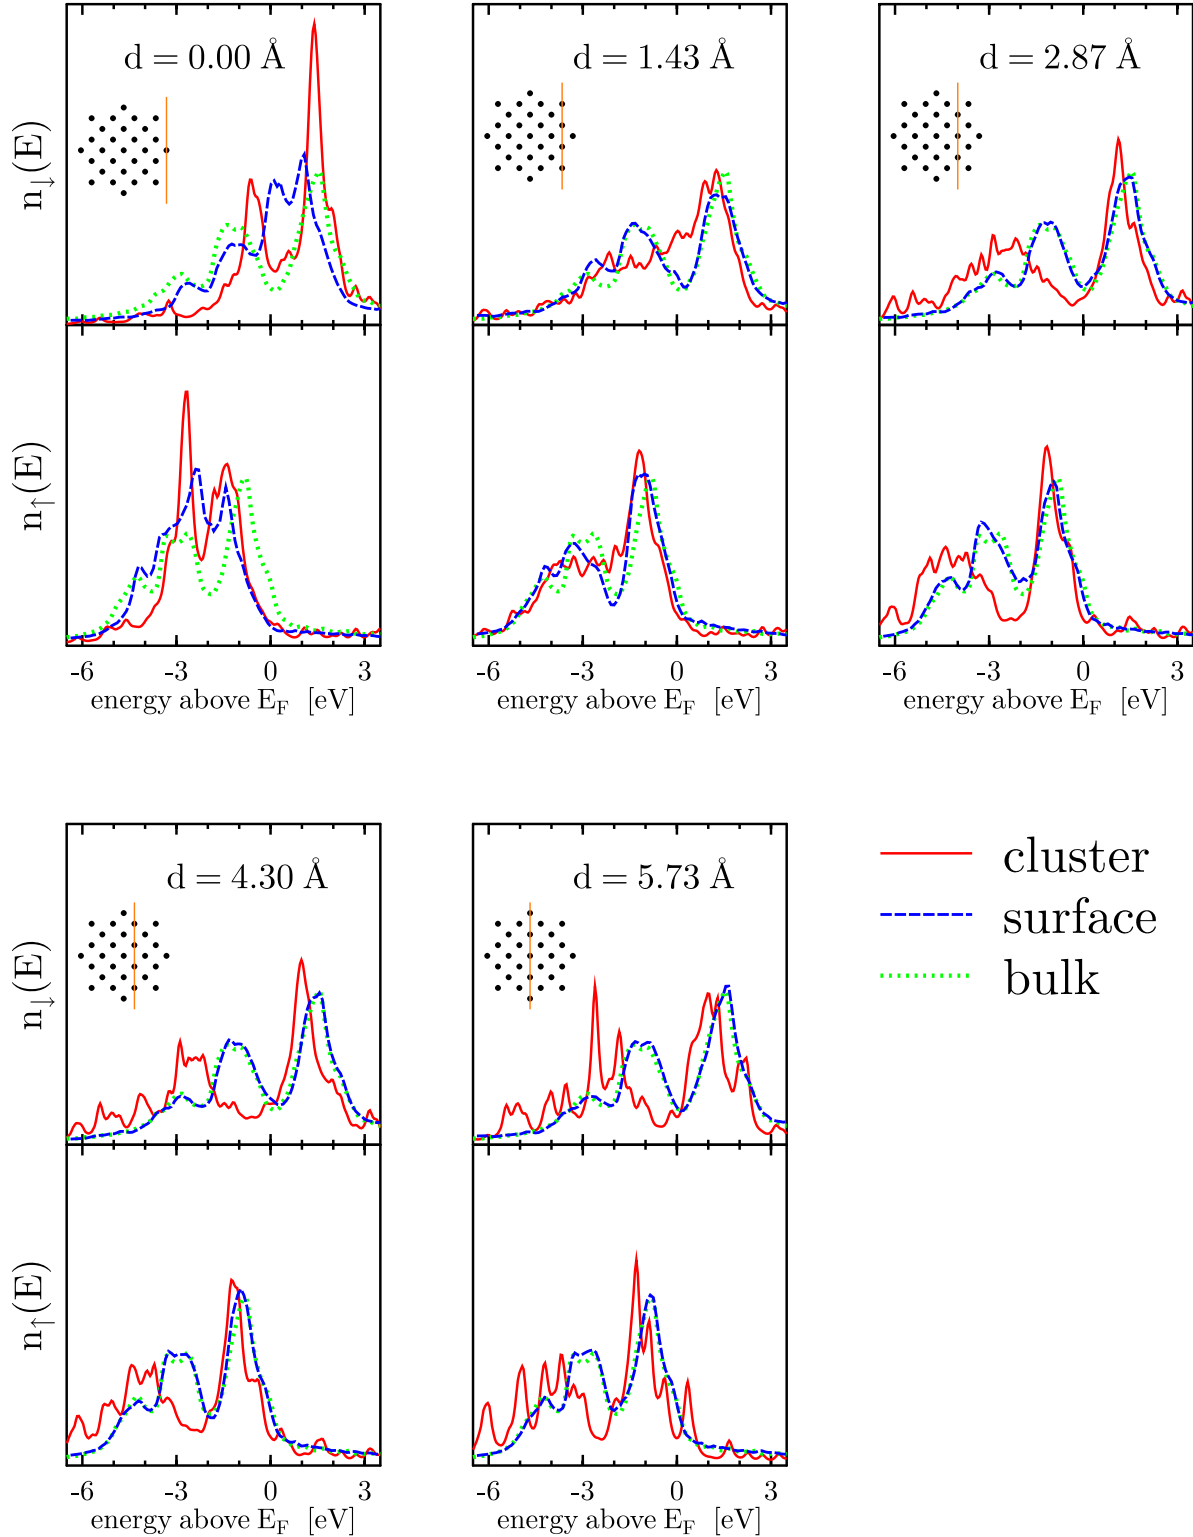 d = 0.00 Å
d = 1.43 Å
d = 2.87 Å
n↓(E)
n↑(E)
-6 -3 0 3
-6 -3 0 3
-6 -3 0 3
energy above E_F [eV]
energy above E_F [eV]
energy above E_F [eV]
d = 4.30 Å
d = 5.73 Å
cluster
surface
bulk
n↓(E)
n↑(E)
-6 -3 0 3
-6 -3 0 3
energy above E_F [eV]
energy above E_F [eV]